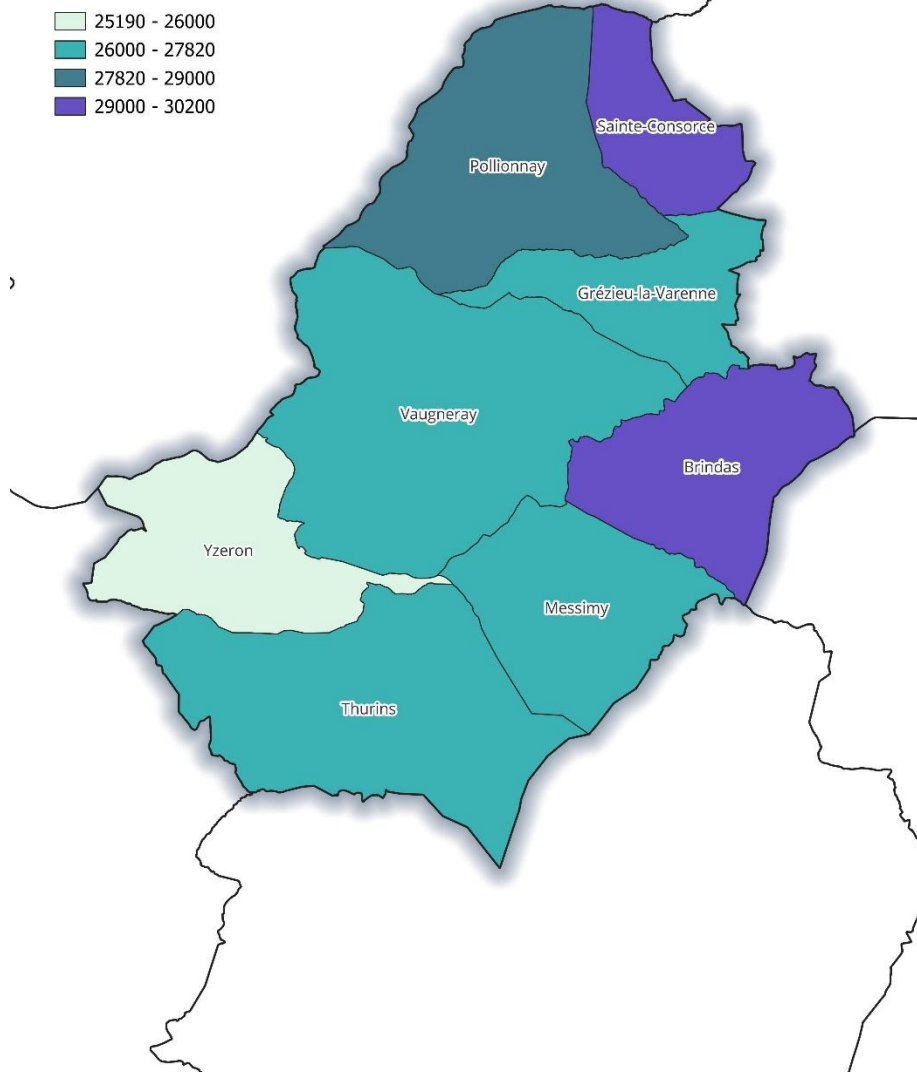 25190 - 26000
26000 - 27820
27820 - 29000
29000 - 30200
Sainte-Consorce
Pollionnay
Grézieu-la-Varenne
Vaugneray
Brindas
Yzeron
Messimy
Thurins